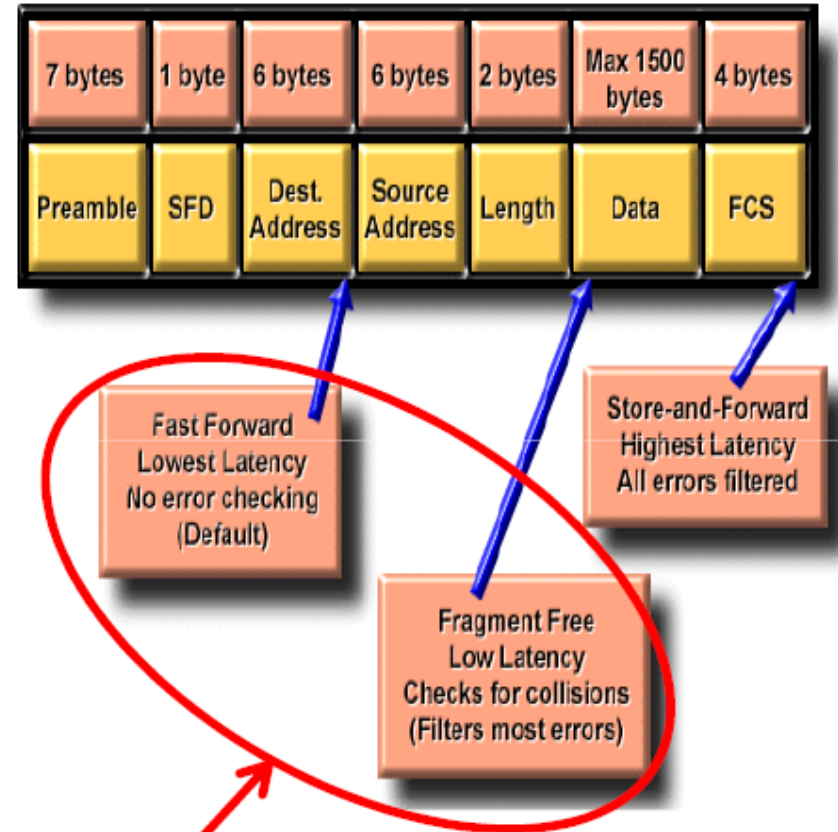 7 bytes 1 byte 6 bytes 6 bytes 2 bytes Max 1500 bytes 4 bytes
Preamble SFD Dest. Address Source Address Length Data FCS
Fast Forward
Lowest Latency
No error checking
(Default)
Fragment Free
Low Latency
Checks for collisions
(Filters most errors)
Store-and-Forward
Highest Latency
All errors filtered